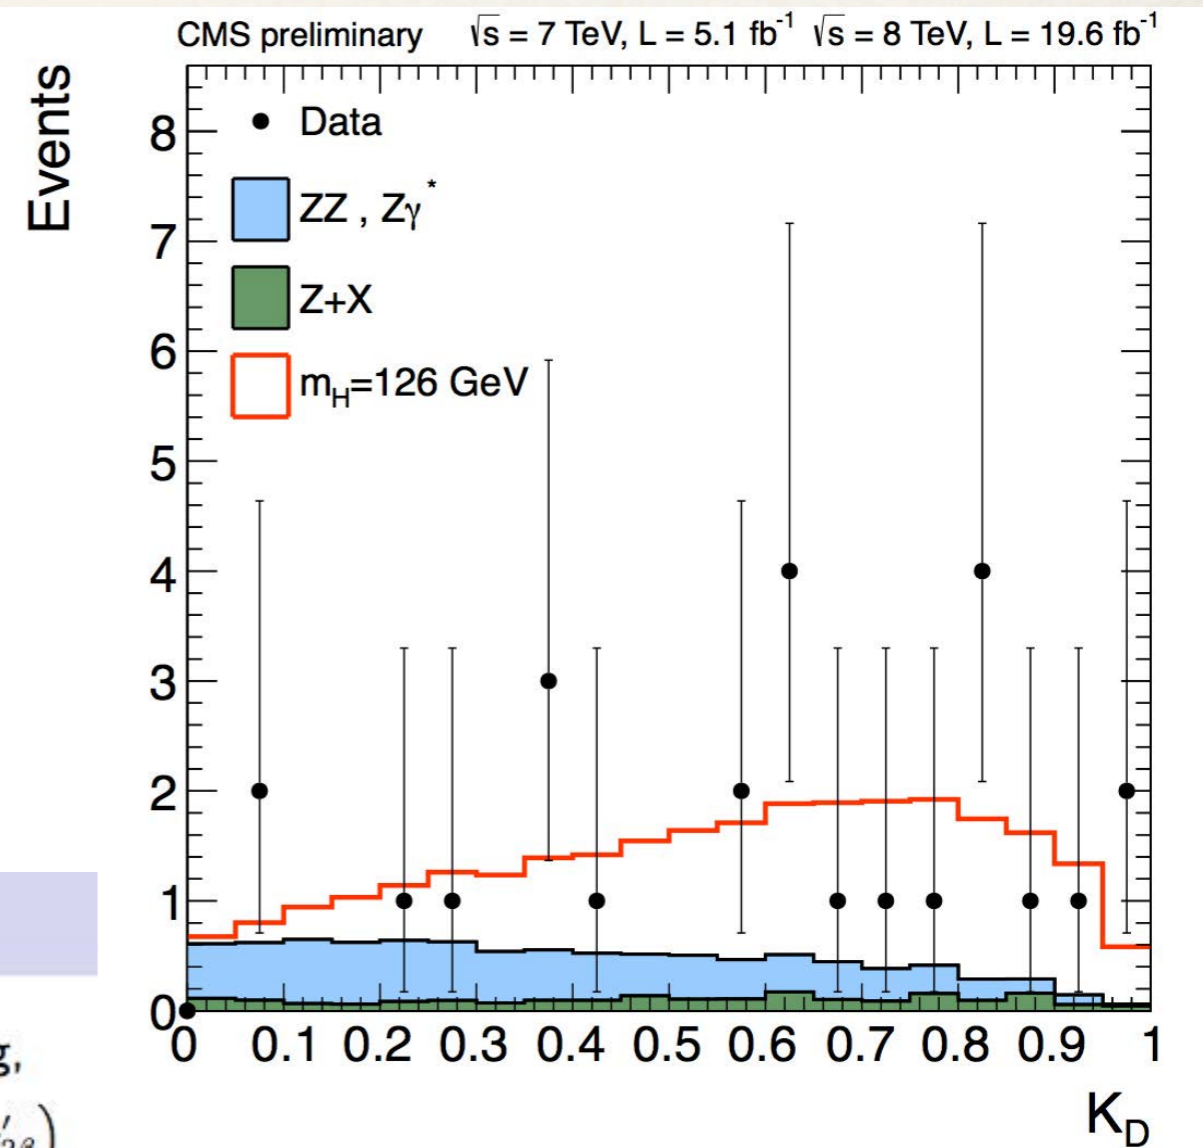 CMS preliminary √s = 7 TeV, L = 5.1 fb⁻¹ √s = 8 TeV, L = 19.6 fb⁻¹
Events
8
7
6
5
4
3
2
1
0
Data
ZZ , Zγ*
Z+X
m_H=126 GeV
0 0.1 0.2 0.3 0.4 0.5 0.6 0.7 0.8 0.9 1
K_D
g,